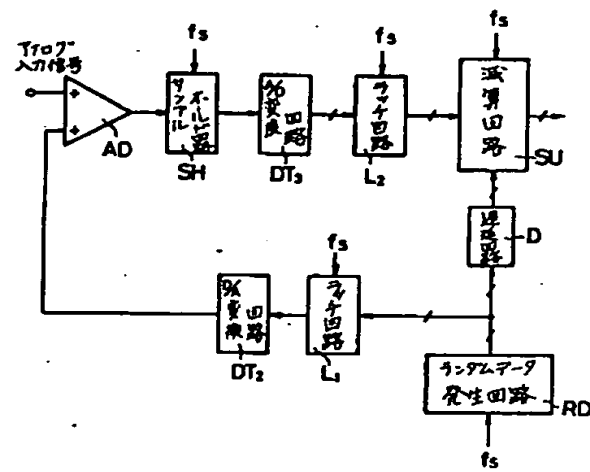 アナログ
入力信号
AD
fs
サンプル
ホールド回路
SH
A/D
変換
回路
DT3
fs
ラッチ回路
L2
fs
減算回路
SU
遅延回路
D
fs
ラッチ回路
L1
D/A
変換
回路
DT2
ランダムデータ
発生回路
RD
fs